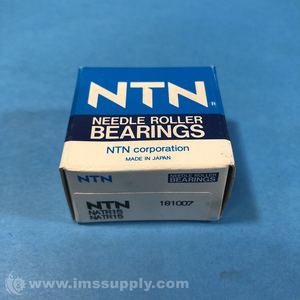 NTN
R
NEEDLE ROLLER
BEARINGS
NTN corporation
MADE IN JAPAN
NTN
NEEDLE ROLLER
BEARINGS
NTN
NATR15
NATR15
181007
www.imssupply.com